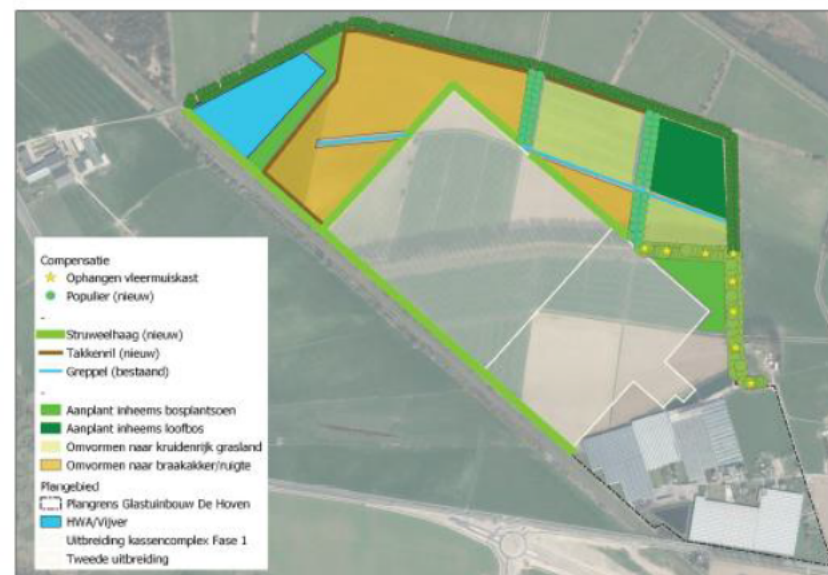 Compensatie
Ophangen vleermuiskast
Populier (nieuw)
-
Struweelhaag (nieuw)
Takkenril (nieuw)
Greppel (bestaand)
-
Aanplant inheems bosplantsoen
Aanplant inheems loofbos
Omvormen naar kruidenrijk grasland
Omvormen naar braakakker/ruigte
Plangebied
Plangrens Glastuinbouw De Hoven
HWA/Vijver
Uitbreiding kassencomplex Fase 1
Tweede uitbreiding